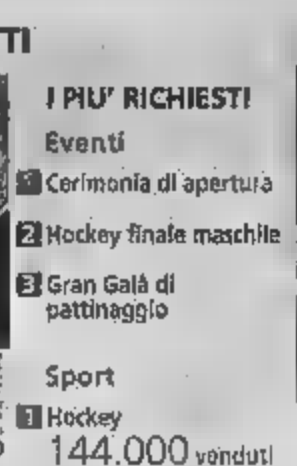 TI
I PIU' RICHIESTI
Eventi
1 Cerimonia di apertura
2 Hockey finale maschile
3 Gran Galà di
pattinaggio
Sport
1 Hockey
144.000 venduti